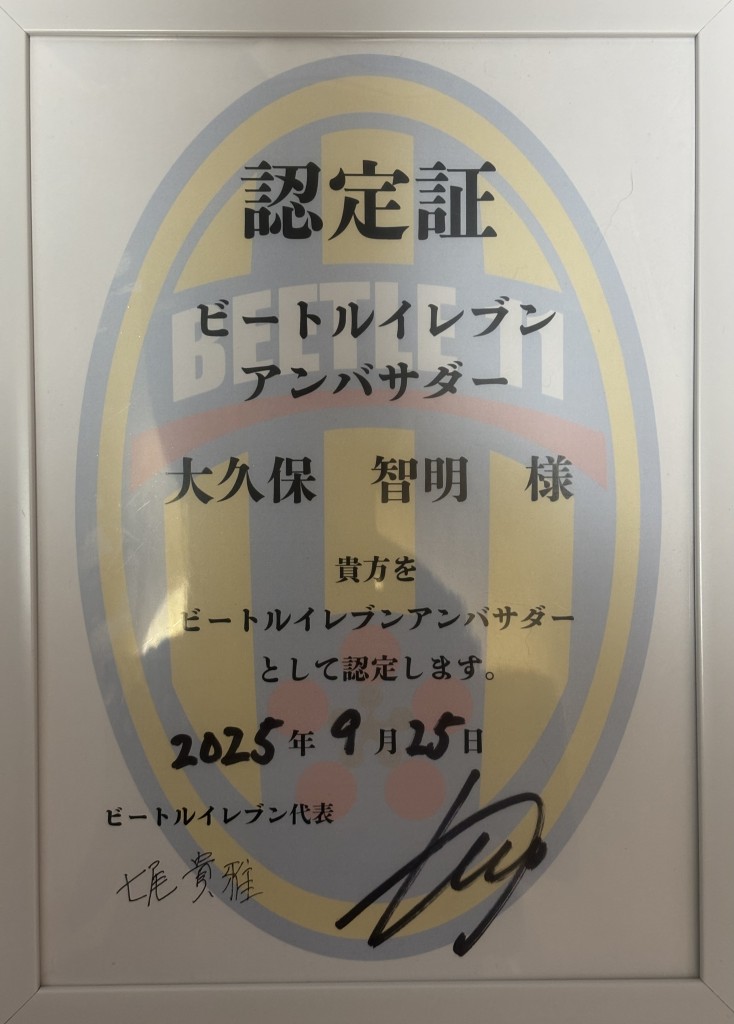 認定証
BEETLE 11
ビートルイレブン
アンバサダー
大久保　智明　様
貴方を
ビートルイレブンアンバサダー
として認定します。
2025年9月25日
ビートルイレブン代表
七尾貴雅